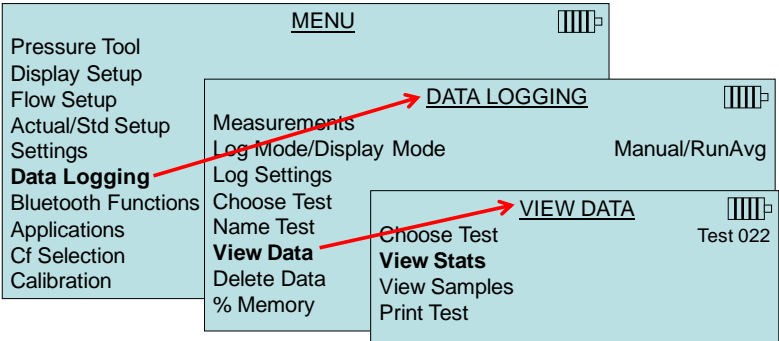 MENU
Pressure Tool
Display Setup
Flow Setup
Actual/Std Setup
Settings
Data Logging
Bluetooth Functions
Applications
Cf Selection
Calibration
DATA LOGGING
Measurements
Log Mode/Display Mode Manual/RunAvg
Log Settings
Choose Test
Name Test
View Data
Delete Data
% Memory
VIEW DATA
Choose Test Test 022
View Stats
View Samples
Print Test